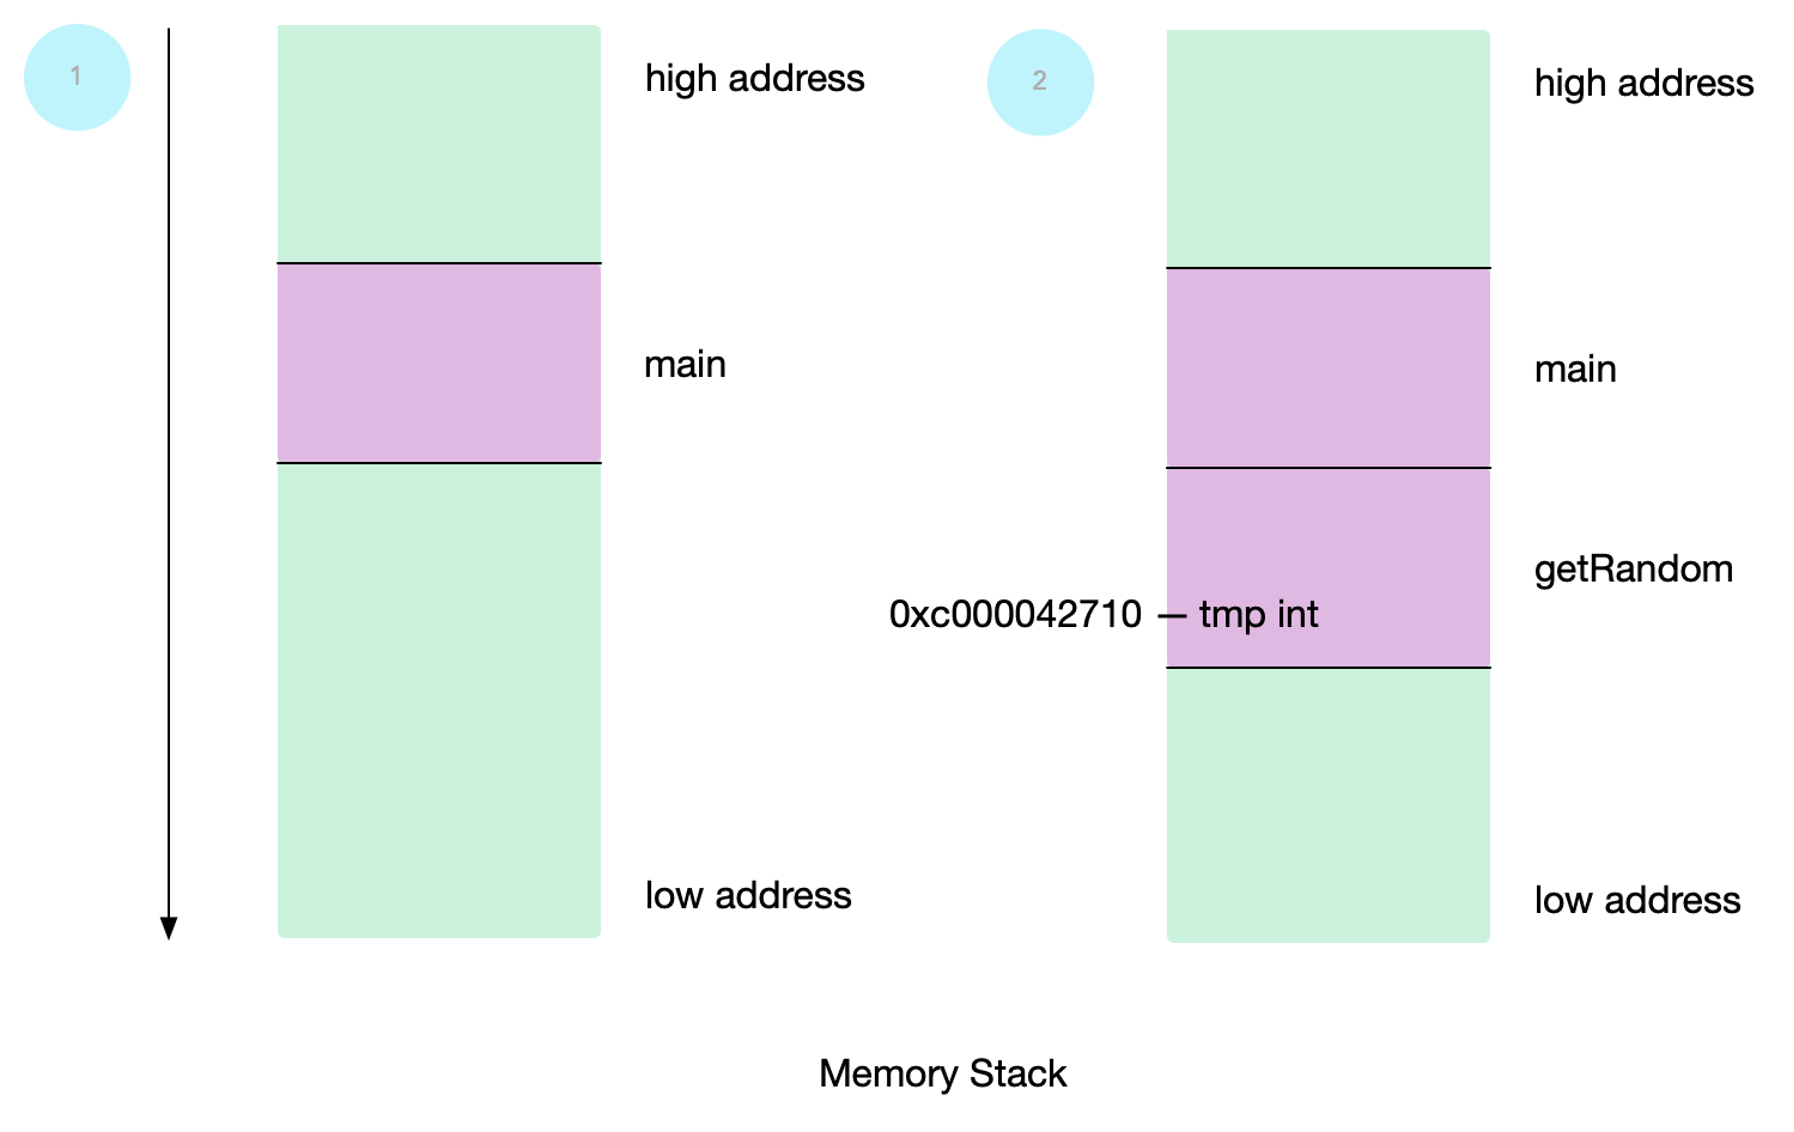 1
high address
main
low address
2
high address
main
getRandom
0xc000042710 — tmp int
low address
Memory Stack